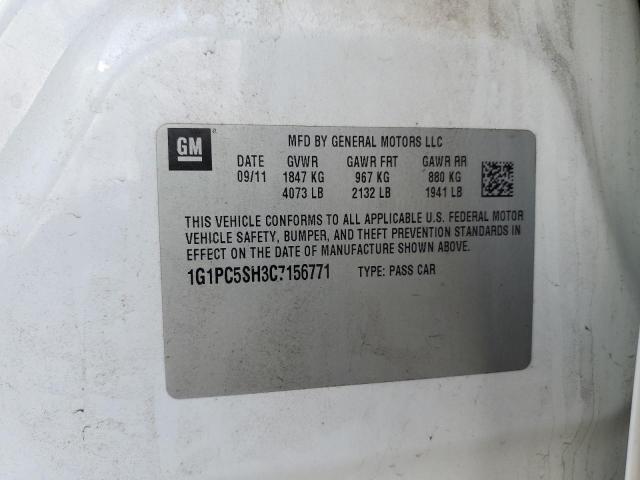 GM
MFD BY GENERAL MOTORS LLC
DATE GVWR GAWR FRT GAWR RR
09/11 1847 KG 967 KG 880 KG
4073 LB 2132 LB 1941 LB
THIS VEHICLE CONFORMS TO ALL APPLICABLE U.S. FEDERAL MOTOR
VEHICLE SAFETY, BUMPER, AND THEFT PREVENTION STANDARDS IN
EFFECT ON THE DATE OF MANUFACTURE SHOWN ABOVE.
1G1PC5SH3C7156771 TYPE: PASS CAR